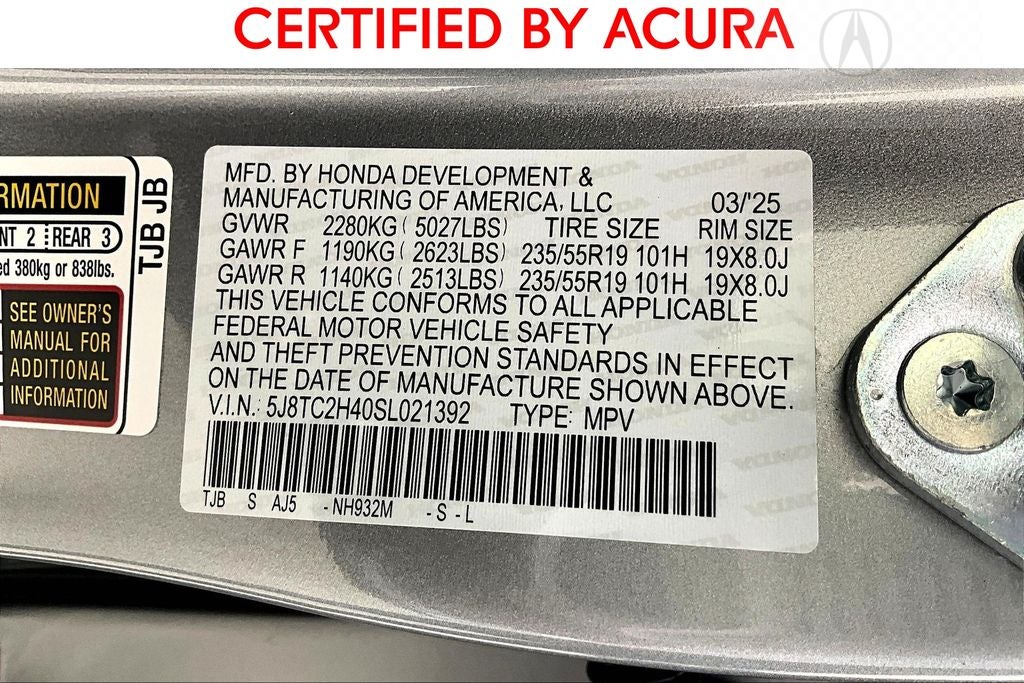 CERTIFIED BY ACURA
RMATION
NT 2 REAR 3
ed 380kg or 838lbs.
SEE OWNER'S
MANUAL FOR
ADDITIONAL
INFORMATION
TJB JB
MFD. BY HONDA DEVELOPMENT &
MANUFACTURING OF AMERICA, LLC 03/'25
GVWR 2280KG ( 5027LBS) TIRE SIZE RIM SIZE
GAWR F 1190KG ( 2623LBS) 235/55R19 101H 19X8.0J
GAWR R 1140KG ( 2513LBS) 235/55R19 101H 19X8.0J
THIS VEHICLE CONFORMS TO ALL APPLICABLE
FEDERAL MOTOR VEHICLE SAFETY
AND THEFT PREVENTION STANDARDS IN EFFECT
ON THE DATE OF MANUFACTURE SHOWN ABOVE.
V.I.N.: 5J8TC2H40SL021392 TYPE: MPV
TJB S AJ5 -NH932M -S-L